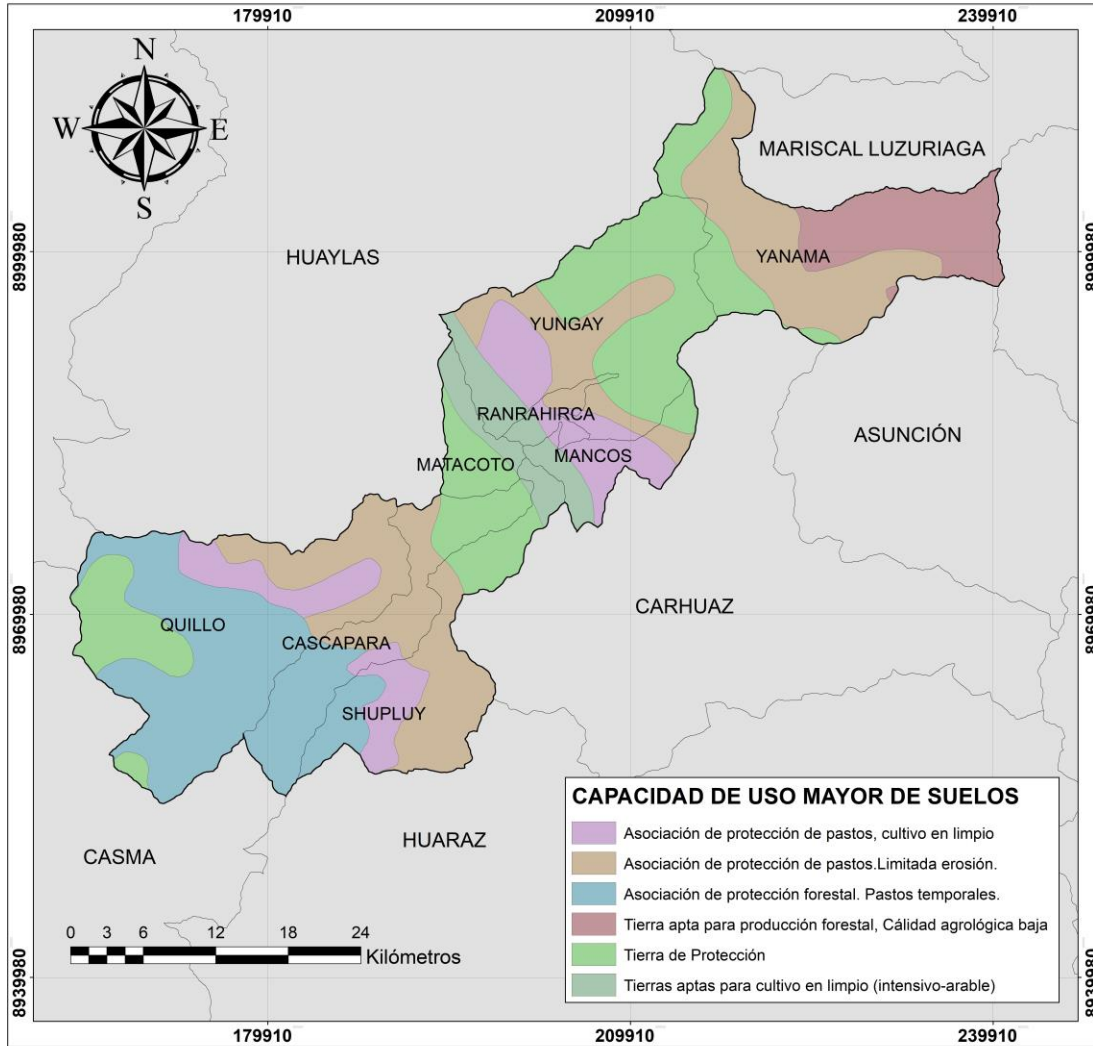 179910 209910 239910
N
W E
S
MARISCAL LUZURIAGA
8999980 HUAYLAS YANAMA 8999980
YUNGAY
RANRAHIRCA
ASUNCIÓN
MATACOTO MANCOS
CARHUAZ
8969980 8969980
QUILLO
CASCAPARA
SHUPLUY
HUARAZ
CASMA
CAPACIDAD DE USO MAYOR DE SUELOS
Asociación de protección de pastos, cultivo en limpio
Asociación de protección de pastos.Limitada erosión.
Asociación de protección forestal. Pastos temporales.
Tierra apta para producción forestal, Cálidad agrológica baja
Tierra de Protección
Tierras aptas para cultivo en limpio (intensivo-arable)
0 3 6 12 18 24
Kilómetros
8939980 8939980
179910 209910 239910